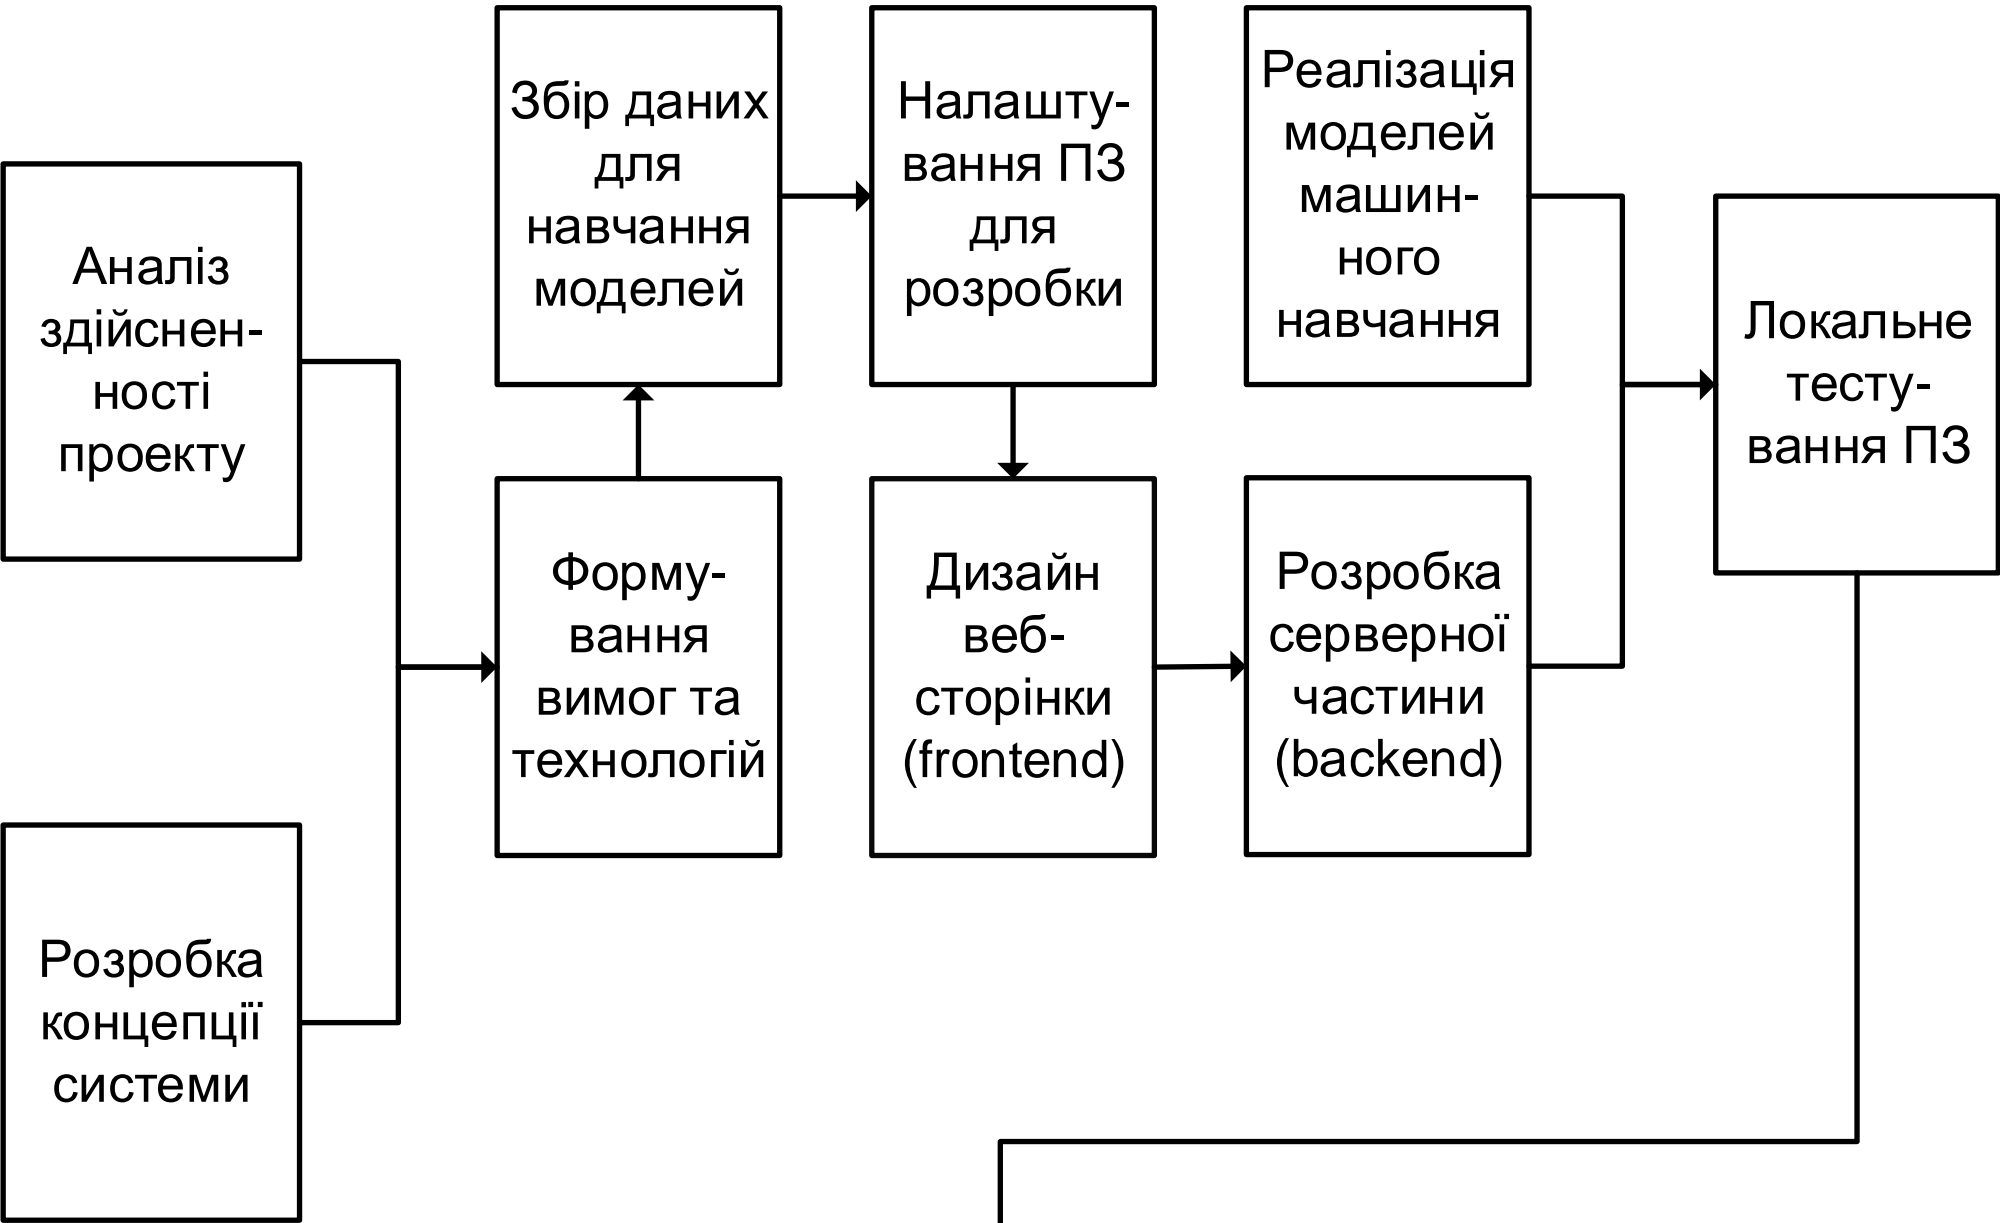 Аналіз
здійснен-
ності
проекту
Розробка
концепції
системи
Форму-
вання
вимог та
технологій
Збір даних
для
навчання
моделей
Налашту-
вання ПЗ
для
розробки
Дизайн
веб-
сторінки
(frontend)
Розробка
серверної
частини
(backend)
Реалізація
моделей
машин-
ного
навчання
Локальне
тесту-
вання ПЗ